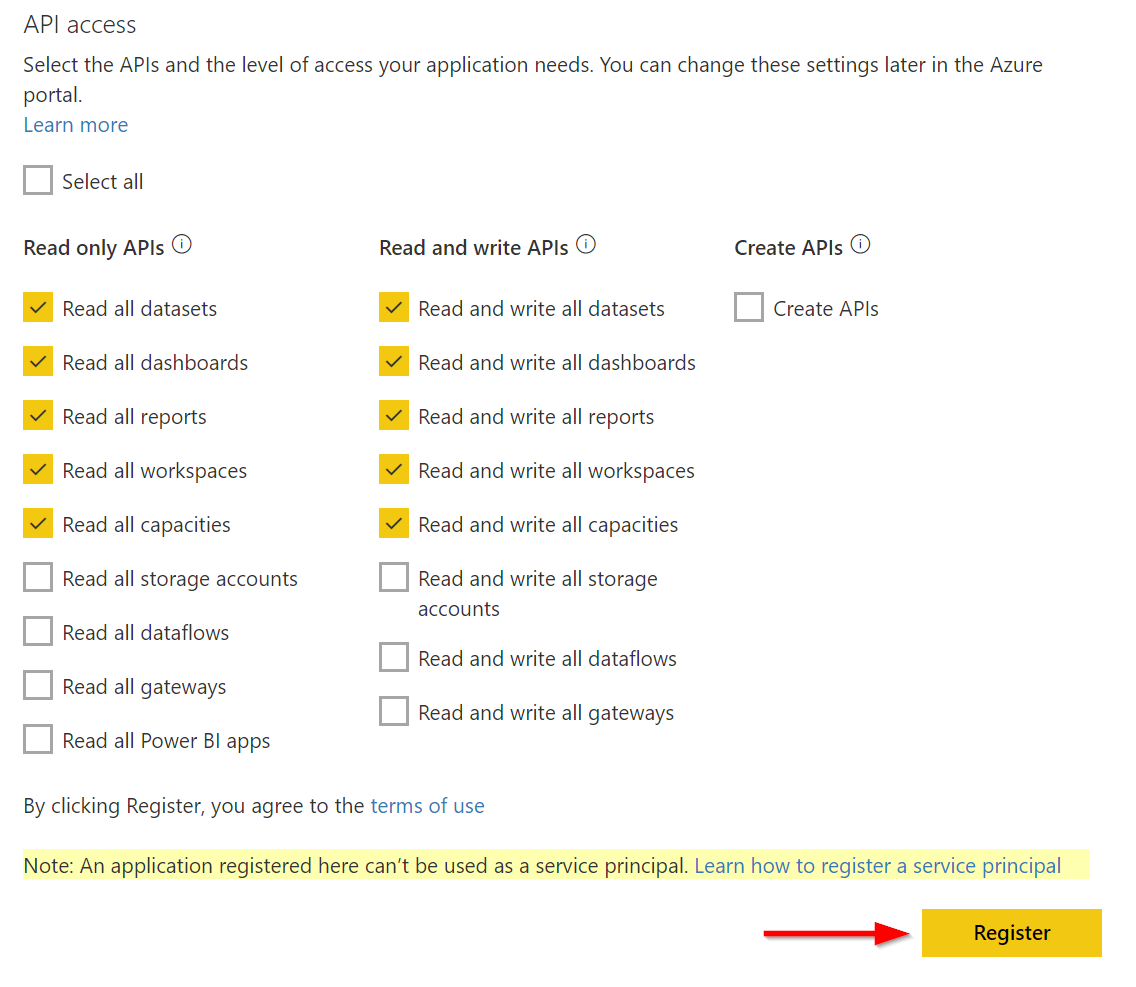 API access
Select the APIs and the level of access your application needs. You can change these settings later in the Azure
portal.
Learn more
Select all
Read only APIs
Read all datasets
Read all dashboards
Read all reports
Read all workspaces
Read all capacities
Read all storage accounts
Read all dataflows
Read all gateways
Read all Power BI apps
Read and write APIs
Read and write all datasets
Read and write all dashboards
Read and write all reports
Read and write all workspaces
Read and write all capacities
Read and write all storage
accounts
Read and write all dataflows
Read and write all gateways
Create APIs
Create APIs
By clicking Register, you agree to the terms of use
Note: An application registered here can’t be used as a service principal. Learn how to register a service principal
Register